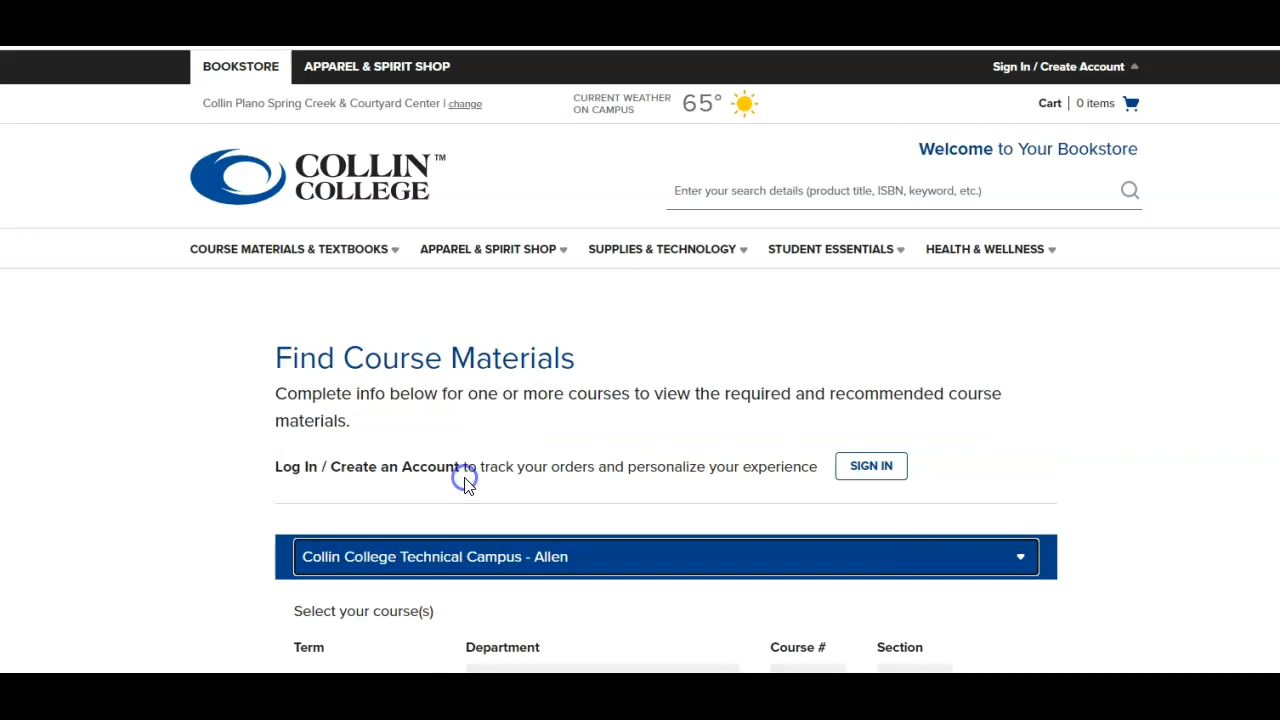 BOOKSTORE APPAREL & SPIRIT SHOP Sign In / Create Account
Collin Plano Spring Creek & Courtyard Center | change
CURRENT WEATHER
ON CAMPUS
65°
Cart | 0 items
COLLIN™
COLLEGE
Welcome to Your Bookstore
Enter your search details (product title, ISBN, keyword, etc.)
COURSE MATERIALS & TEXTBOOKS APPAREL & SPIRIT SHOP SUPPLIES & TECHNOLOGY STUDENT ESSENTIALS HEALTH & WELLNESS
Find Course Materials
Complete info below for one or more courses to view the required and recommended course
materials.
Log In / Create an Account to track your orders and personalize your experience SIGN IN
Collin College Technical Campus - Allen
Select your course(s)
Term Department Course # Section